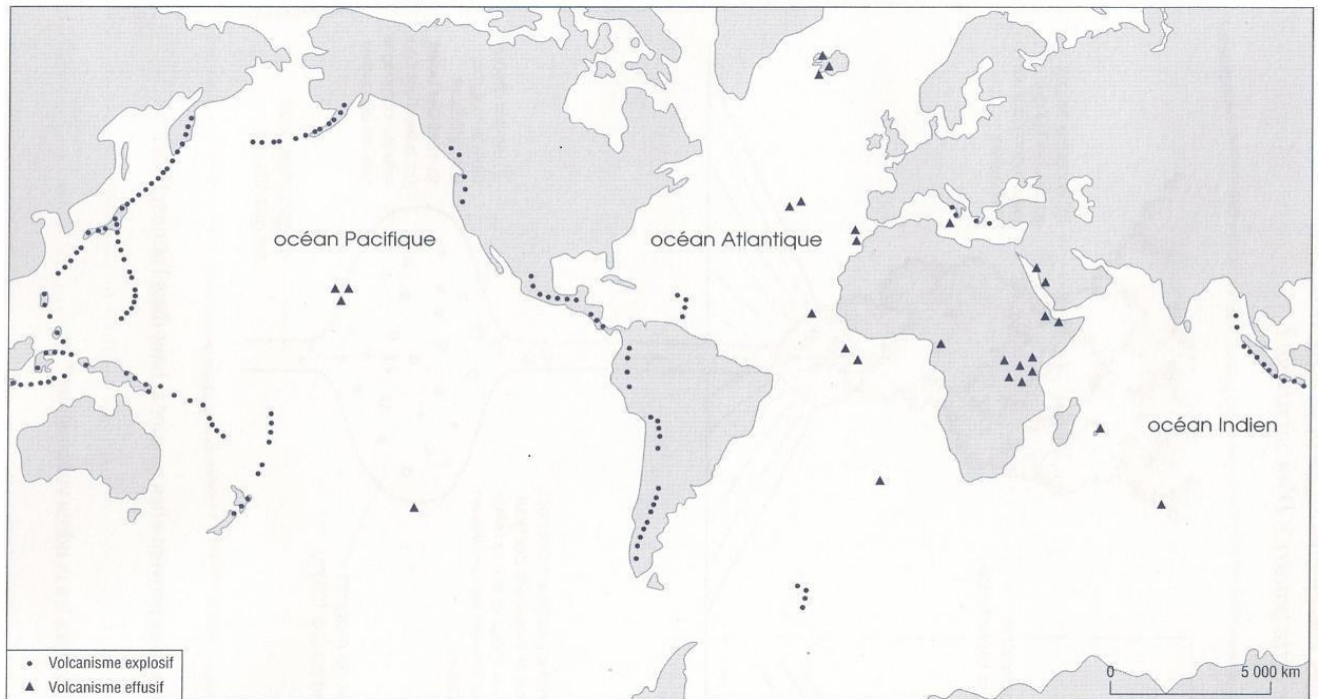 océan Pacifique
océan Atlantique
océan Indien
Volcanisme explosif
Volcanisme effusif
0 5 000 km